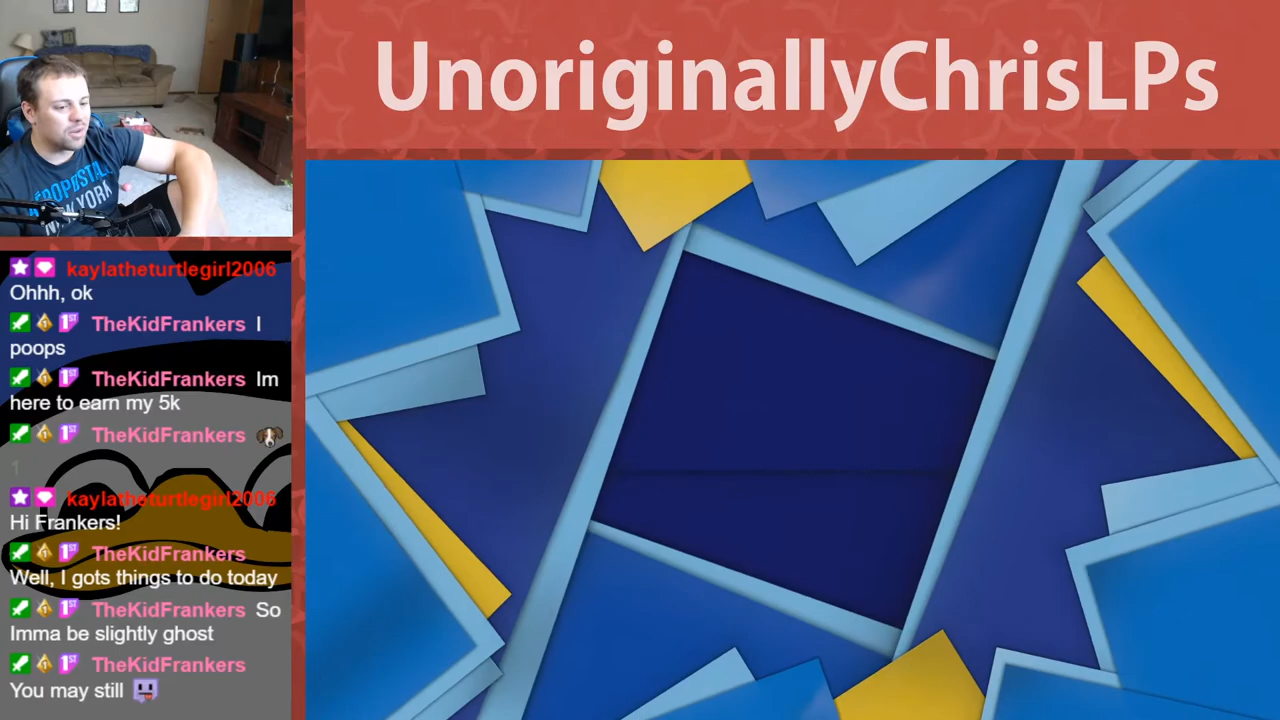 UnoriginallyChrisLPs
kaylatheturtlegirl2006
Ohhh, ok
TheKidFrankers I
poops
TheKidFrankers Im
here to earn my 5k
TheKidFrankers
1
kaylatheturtlegirl2006
Hi Frankers!
TheKidFrankers
Well, I gots things to do today
TheKidFrankers So
Imma be slightly ghost
TheKidFrankers
You may still